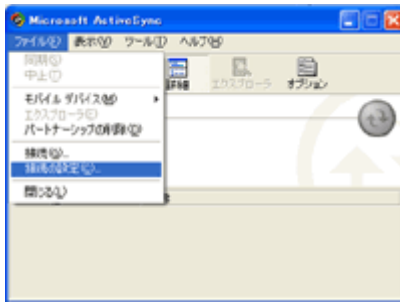 Microsoft ActiveSync
ファイル(F) 表示(V) ツール(T) ヘルプ(H)
同期(S)
中止(T)
モバイル デバイス(M)
エクスプローラ(E)
パートナーシップの削除(D)
接続(G)...
接続の設定(C)...
閉じる(L)
詳細
エクスプローラ
オプション